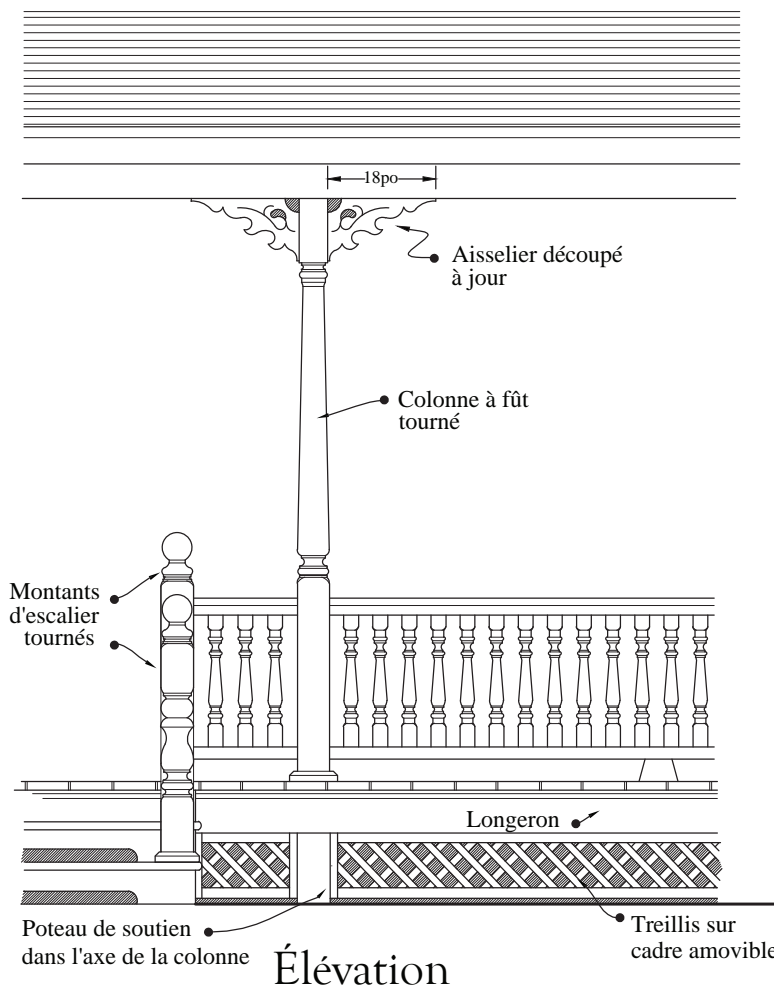 18po
Aisselier découpé
à jour
Colonne à fût
tourné
Montants
d'escalier
tournés
Longeron
Poteau de soutien
dans l'axe de la colonne
Treillis sur
cadre amovible
Élévation